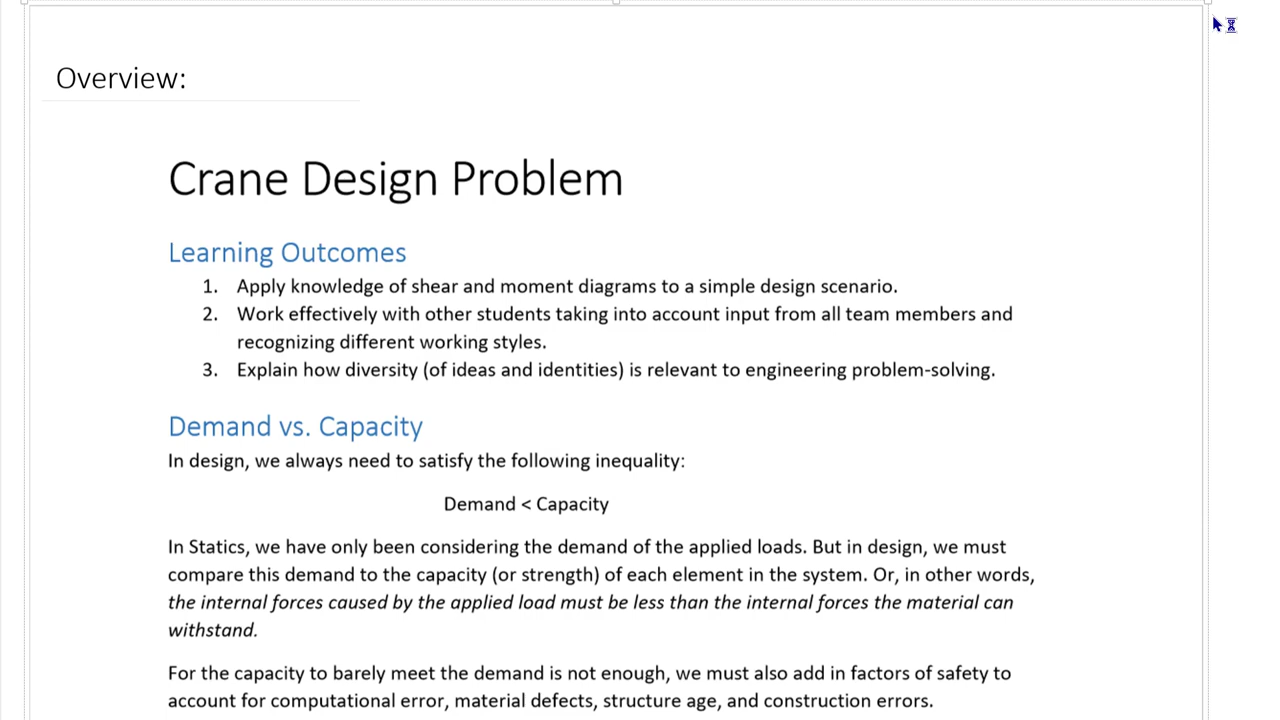 Overview:
Crane Design Problem
Learning Outcomes
1. Apply knowledge of shear and moment diagrams to a simple design scenario.
2. Work effectively with other students taking into account input from all team members and
recognizing different working styles.
3. Explain how diversity (of ideas and identities) is relevant to engineering problem-solving.
Demand vs. Capacity
In design, we always need to satisfy the following inequality:
Demand < Capacity
In Statics, we have only been considering the demand of the applied loads. But in design, we must
compare this demand to the capacity (or strength) of each element in the system. Or, in other words,
the internal forces caused by the applied load must be less than the internal forces the material can
withstand.
For the capacity to barely meet the demand is not enough, we must also add in factors of safety to
account for computational error, material defects, structure age, and construction errors.